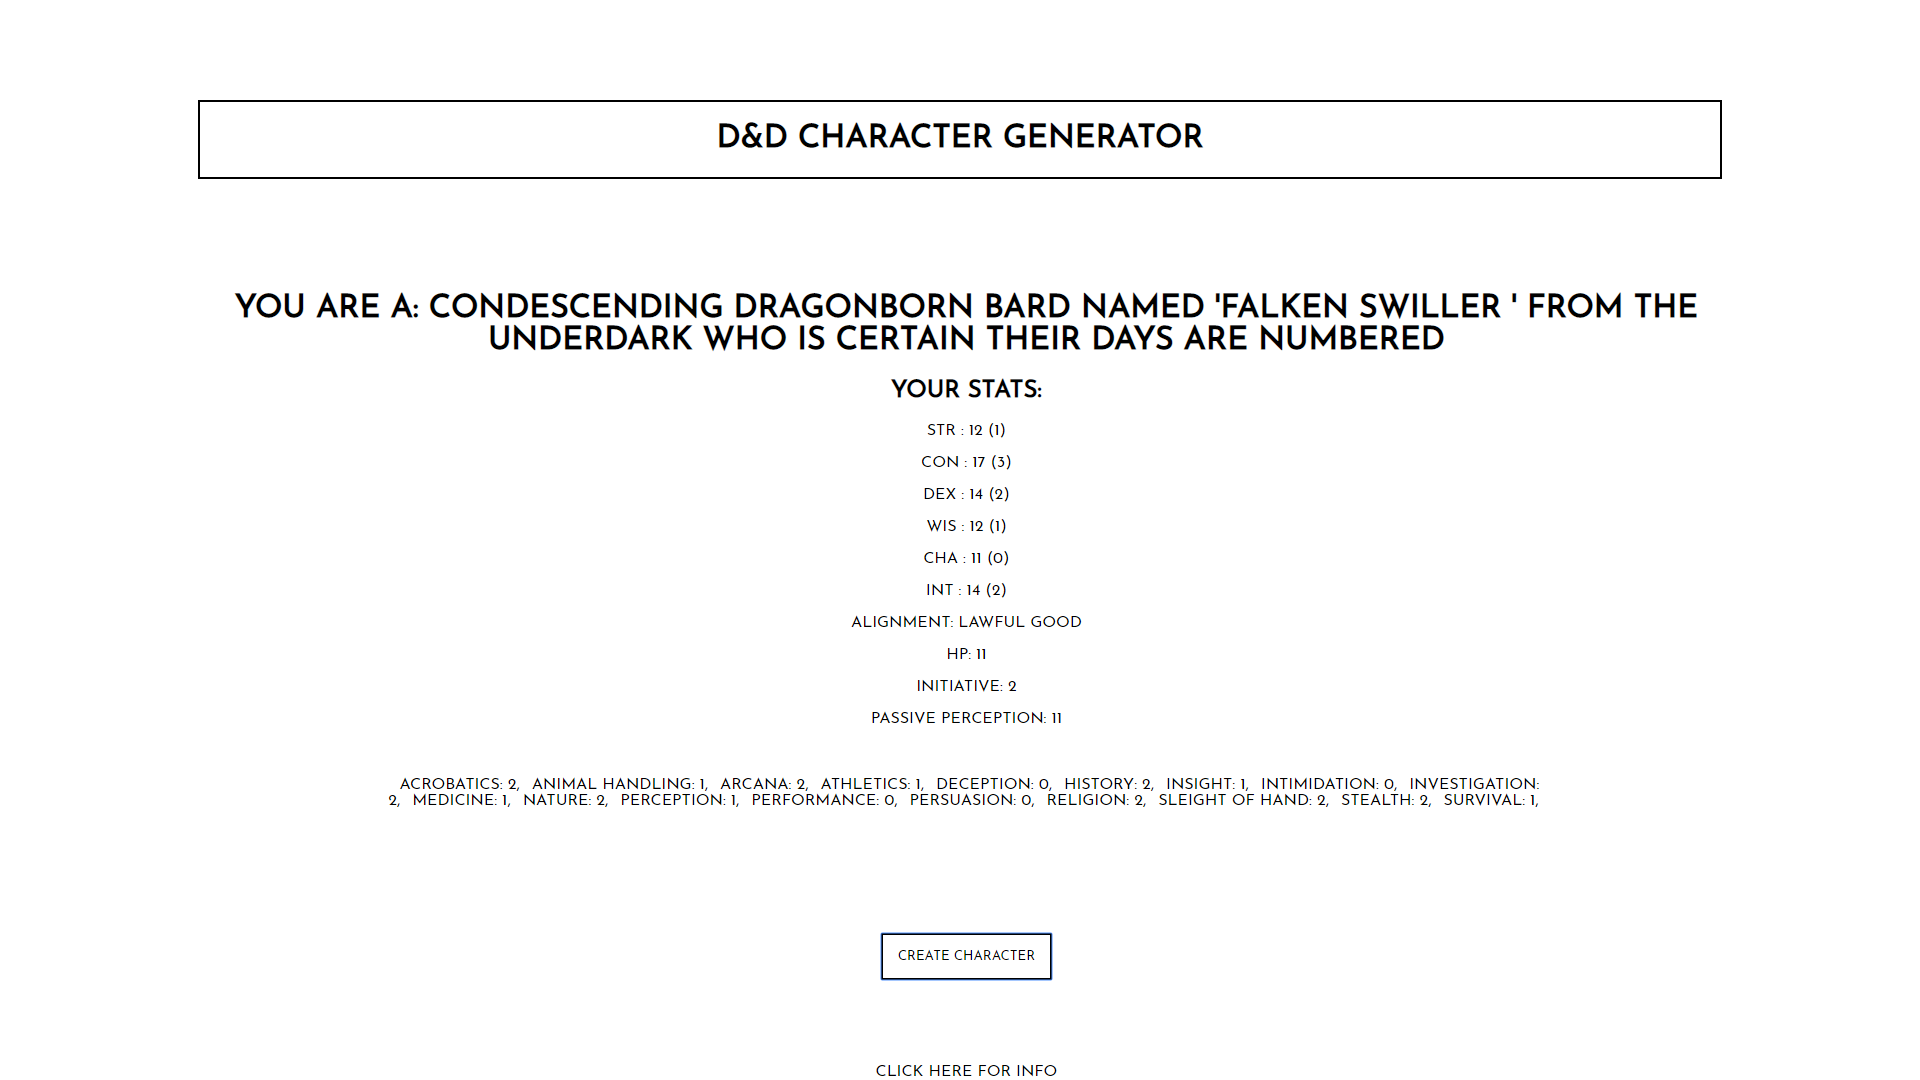 D&D CHARACTER GENERATOR
YOU ARE A: CONDESCENDING DRAGONBORN BARD NAMED 'FALKEN SWILLER ' FROM THE
UNDERDARK WHO IS CERTAIN THEIR DAYS ARE NUMBERED
YOUR STATS:
STR : 12 (1)
CON : 17 (3)
DEX : 14 (2)
WIS : 12 (1)
CHA : 11 (0)
INT : 14 (2)
ALIGNMENT: LAWFUL GOOD
HP: 11
INITIATIVE: 2
PASSIVE PERCEPTION: 11
ACROBATICS: 2, ANIMAL HANDLING: 1, ARCANA: 2, ATHLETICS: 1, DECEPTION: 0, HISTORY: 2, INSIGHT: 1, INTIMIDATION: 0, INVESTIGATION:
2, MEDICINE: 1, NATURE: 2, PERCEPTION: 1, PERFORMANCE: 0, PERSUASION: 0, RELIGION: 2, SLEIGHT OF HAND: 2, STEALTH: 2, SURVIVAL: 1,
CREATE CHARACTER
CLICK HERE FOR INFO